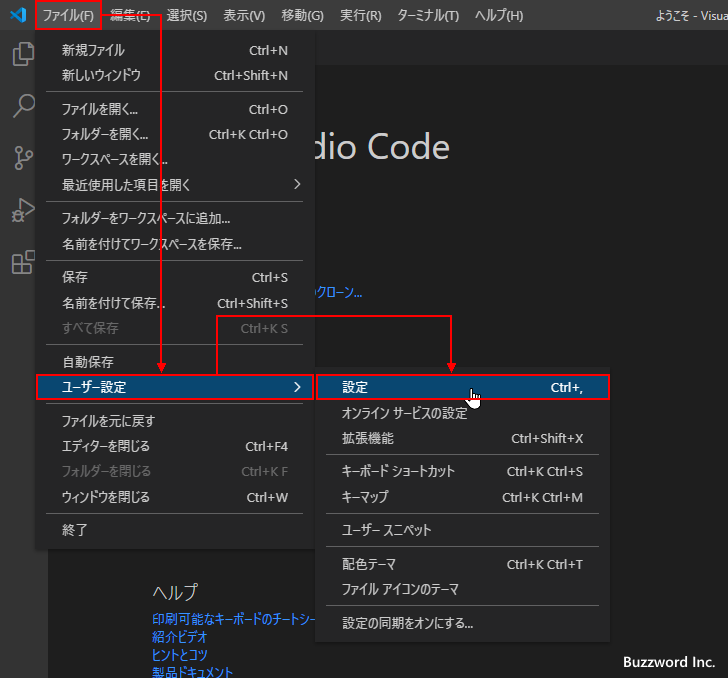 ファイル(F) 編集(E) 選択(S) 表示(V) 移動(G) 実行(R) ターミナル(T) ヘルプ(H) ようこそ - Visua
新規ファイル Ctrl+N
新しいウィンドウ Ctrl+Shift+N
ファイルを開く... Ctrl+O
フォルダーを開く... Ctrl+K Ctrl+O
ワークスペースを開く...
最近使用した項目を開く
dio Code
フォルダーをワークスペースに追加...
名前を付けてワークスペースを保存...
保存 Ctrl+S
クローン...
名前を付けて保存... Ctrl+Shift+S
すべて保存 Ctrl+K S
自動保存
ユーザー設定
設定 Ctrl+,
オンライン サービスの設定
拡張機能 Ctrl+Shift+X
キーボード ショートカット Ctrl+K Ctrl+S
キーマップ Ctrl+K Ctrl+M
ユーザー スニペット
配色テーマ Ctrl+K Ctrl+T
ファイル アイコンのテーマ
設定の同期をオンにする...
ファイルを元に戻す
エディターを閉じる Ctrl+F4
フォルダーを閉じる Ctrl+K F
ウィンドウを閉じる Ctrl+W
終了
ヘルプ
印刷可能なキーボードのチートシー
紹介ビデオ
ヒントとコツ
製品ドキュメント
Buzzword Inc.